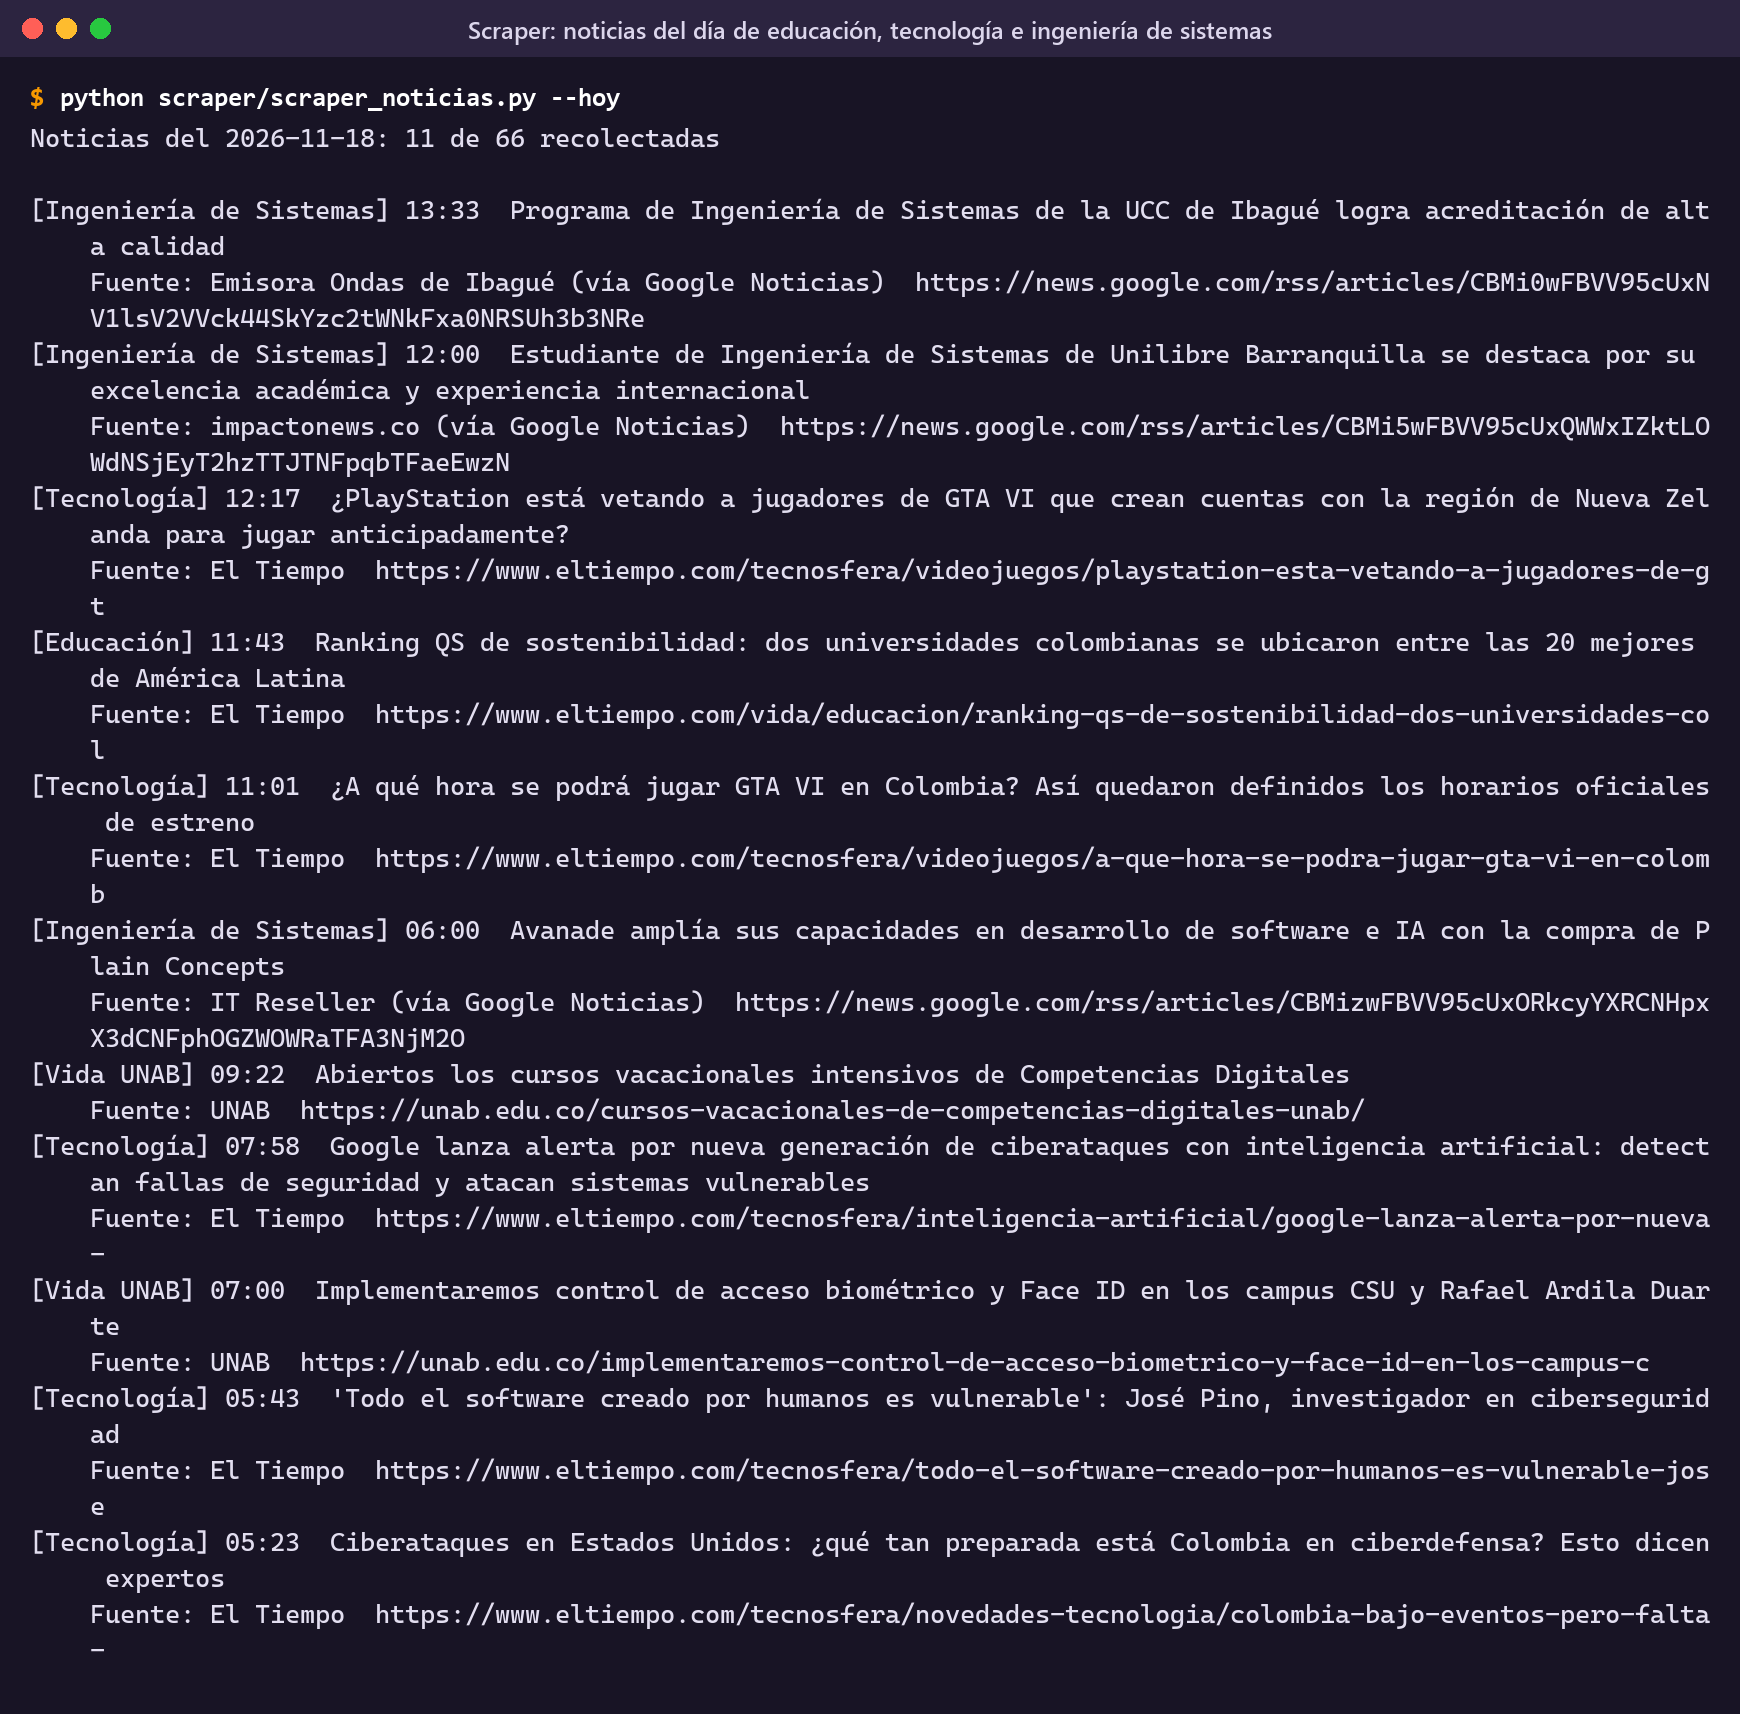 Scraper: noticias del día de educación, tecnología e ingeniería de sistemas
$ python scraper/scraper_noticias.py --hoy
Noticias del 2026-11-18: 11 de 66 recolectadas
[Ingeniería de Sistemas] 13:33  Programa de Ingeniería de Sistemas de la UCC de Ibagué logra acreditación de alt
a calidad
Fuente: Emisora Ondas de Ibagué (vía Google Noticias)  https://news.google.com/rss/articles/CBMi0wFBVV95cUxN
V1lsV2VVck44SkYzc2tWNkFxa0NRSUh3b3NRe
[Ingeniería de Sistemas] 12:00  Estudiante de Ingeniería de Sistemas de Unilibre Barranquilla se destaca por su
excelencia académica y experiencia internacional
Fuente: impactonews.co (vía Google Noticias)  https://news.google.com/rss/articles/CBMi5wFBVV95cUxQWWxIZktLO
WdNSjEyT2hzTTJTNFpqbTFaeEwzN
[Tecnología] 12:17  ¿PlayStation está vetando a jugadores de GTA VI que crean cuentas con la región de Nueva Zel
anda para jugar anticipadamente?
Fuente: El Tiempo  https://www.eltiempo.com/tecnosfera/videojuegos/playstation-esta-vetando-a-jugadores-de-g
t
[Educación] 11:43  Ranking QS de sostenibilidad: dos universidades colombianas se ubicaron entre las 20 mejores
de América Latina
Fuente: El Tiempo  https://www.eltiempo.com/vida/educacion/ranking-qs-de-sostenibilidad-dos-universidades-co
l
[Tecnología] 11:01  ¿A qué hora se podrá jugar GTA VI en Colombia? Así quedaron definidos los horarios oficiales
de estreno
Fuente: El Tiempo  https://www.eltiempo.com/tecnosfera/videojuegos/a-que-hora-se-podra-jugar-gta-vi-en-colom
b
[Ingeniería de Sistemas] 06:00  Avanade amplía sus capacidades en desarrollo de software e IA con la compra de P
lain Concepts
Fuente: IT Reseller (vía Google Noticias)  https://news.google.com/rss/articles/CBMizwFBVV95cUxORkcyYXRCNHpx
X3dCNFphOGZWOWRaTFA3NjM2O
[Vida UNAB] 09:22  Abiertos los cursos vacacionales intensivos de Competencias Digitales
Fuente: UNAB  https://unab.edu.co/cursos-vacacionales-de-competencias-digitales-unab/
[Tecnología] 07:58  Google lanza alerta por nueva generación de ciberataques con inteligencia artificial: detect
an fallas de seguridad y atacan sistemas vulnerables
Fuente: El Tiempo  https://www.eltiempo.com/tecnosfera/inteligencia-artificial/google-lanza-alerta-por-nueva
-
[Vida UNAB] 07:00  Implementaremos control de acceso biométrico y Face ID en los campus CSU y Rafael Ardila Duar
te
Fuente: UNAB  https://unab.edu.co/implementaremos-control-de-acceso-biometrico-y-face-id-en-los-campus-c
[Tecnología] 05:43  'Todo el software creado por humanos es vulnerable': José Pino, investigador en cibersegurid
ad
Fuente: El Tiempo  https://www.eltiempo.com/tecnosfera/todo-el-software-creado-por-humanos-es-vulnerable-jos
e
[Tecnología] 05:23  Ciberataques en Estados Unidos: ¿qué tan preparada está Colombia en ciberdefensa? Esto dicen
expertos
Fuente: El Tiempo  https://www.eltiempo.com/tecnosfera/novedades-tecnologia/colombia-bajo-eventos-pero-falta
-